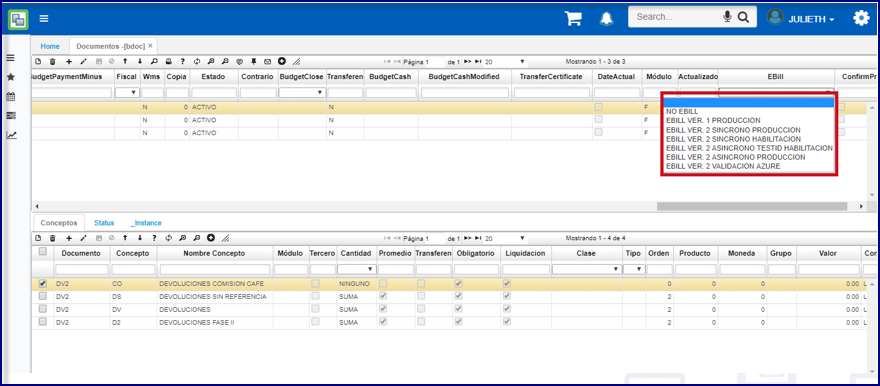 Search...
JULIETH
Home
Documentos -[bdoc] ×
Página 1 de 1 20 Mostrando 1 - 3 de 3
BudgetPaymentMinus Fiscal Wms Copia Estado Contrario BudgetClose Transferen BudgetCash BudgetCashModified TransferCertificate DateActual Módulo Actualizado EBill ConfirmPr
N 0 ACTIVO N F
N 0 ACTIVO N F
N 0 ACTIVO N F
NO EBILL
EBILL VER. 1 PRODUCCION
EBILL VER. 2 SINCRONO PRODUCCION
EBILL VER. 2 SINCRONO HABILITACION
EBILL VER. 2 ASINCRONO TESTID HABILITACION
EBILL VER. 2 ASINCRONO PRODUCCION
EBILL VER. 2 VALIDACION AZURE
Conceptos Status _Instance
Página 1 de 1 20 Mostrando 1 - 4 de 4
Documento Concepto Nombre Concepto Módulo Tercero Cantidad Promedio Transferen Obligatorio Liquidacion Clase Tipo Orden Producto Moneda Grupo Valor Con
DV2 CO DEVOLUCIONES COMISION CAFE NINGUNO 0 0 0 0.00 L
DV2 DS DEVOLUCIONES SIN REFERENCIA SUMA 2 0 0 0.00 L
DV2 DV DEVOLUCIONES SUMA 2 0 0 0.00 L
DV2 D2 DEVOLUCIONES FASE II SUMA 2 0 0 0.00 L